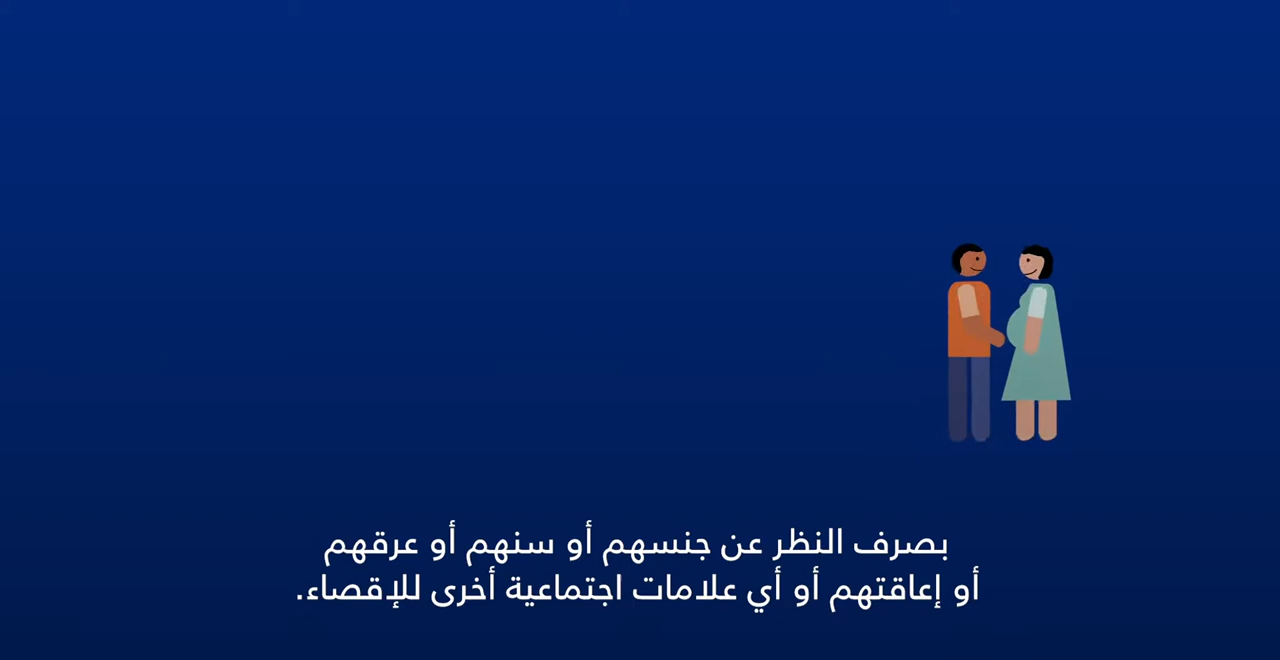 بصرف النظر عن جنسهم أو سنهم أو عرقهم
أو إعاقتهم أو أي علامات اجتماعية أخرى للإقصاء.